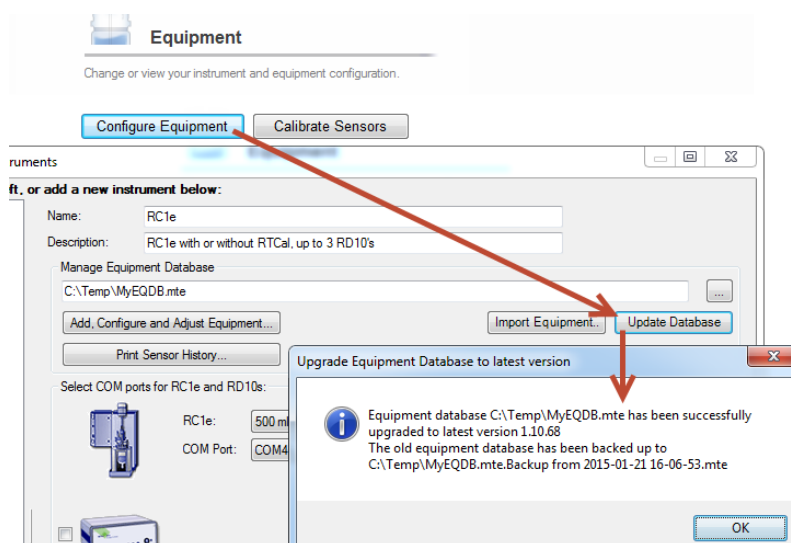 Equipment
Change or view your instrument and equipment configuration.
Configure Equipment Calibrate Sensors
ruments
ft, or add a new instrument below:
Name: RC1e
Description: RC1e with or without RTCal, up to 3 RD10's
Manage Equipment Database
C:\Temp\MyEQDB.mte ...
Add, Configure and Adjust Equipment... Import Equipment.. Update Database
Print Sensor History...
Select COM ports for RC1e and RD10s:
RC1e: 500 ml
COM Port: COM4
Upgrade Equipment Database to latest version
Equipment database C:\Temp\MyEQDB.mte has been successfully
upgraded to latest version 1.10.68
The old equipment database has been backed up to
C:\Temp\MyEQDB.mte.Backup from 2015-01-21 16-06-53.mte
OK